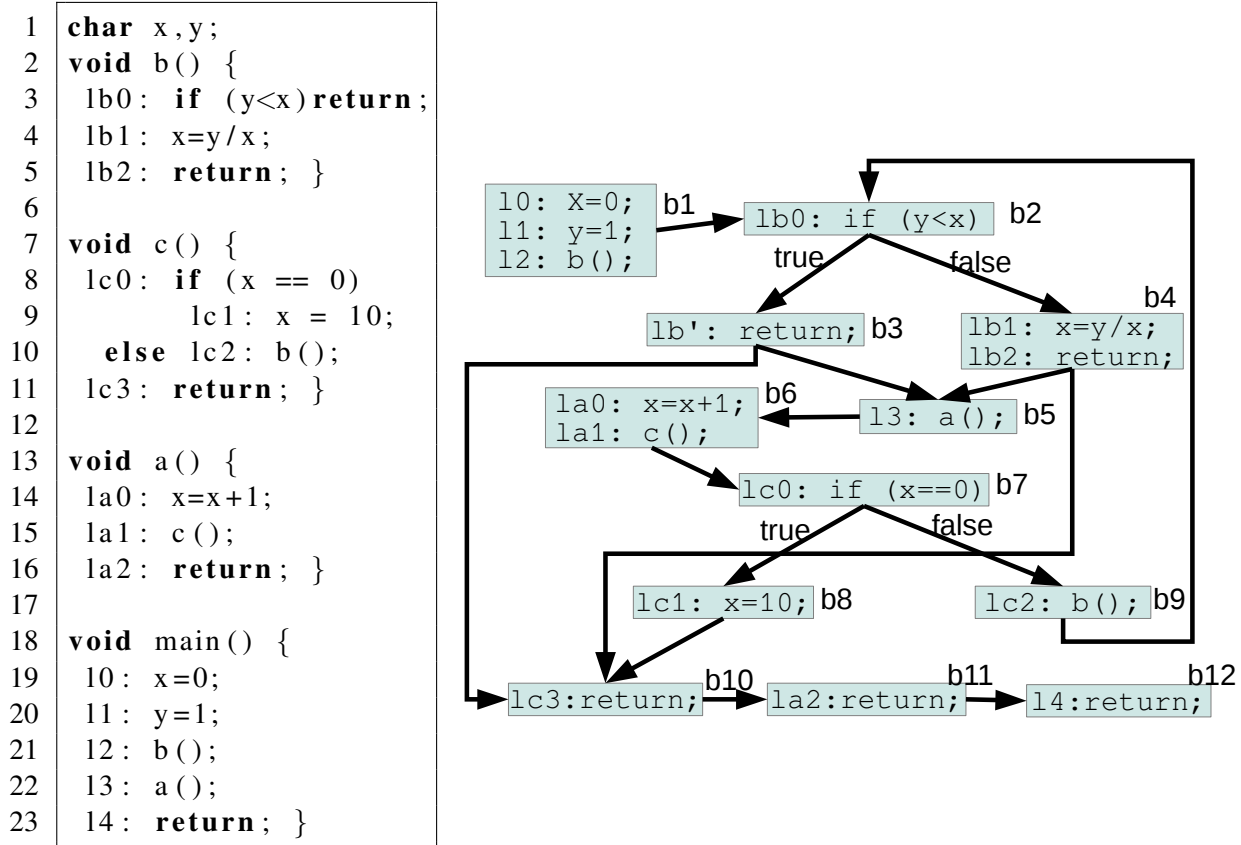 1 char x,y;
2 void b() {
3 lb0: if (y<x)return;
4 lb1: x=y/x;
5 lb2: return; }
6
7 void c() {
8 lc0: if (x == 0)
9 lc1: x = 10;
10 else lc2: b();
11 lc3: return; }
12
13 void a() {
14 la0: x=x+1;
15 la1: c();
16 la2: return; }
17
18 void main() {
19 l0: x=0;
20 l1: y=1;
21 l2: b();
22 l3: a();
23 l4: return; }
l0: X=0;
l1: y=1;
l2: b();
b1
lb0: if (y<x)
b2
true
false
lb': return;
b3
b4
lb1: x=y/x;
lb2: return;
la0: x=x+1;
la1: c();
b6
l3: a();
b5
lc0: if (x==0)
b7
true
false
lc1: x=10;
b8
lc2: b();
b9
lc3:return;
b10
la2:return;
b11
l4:return;
b12